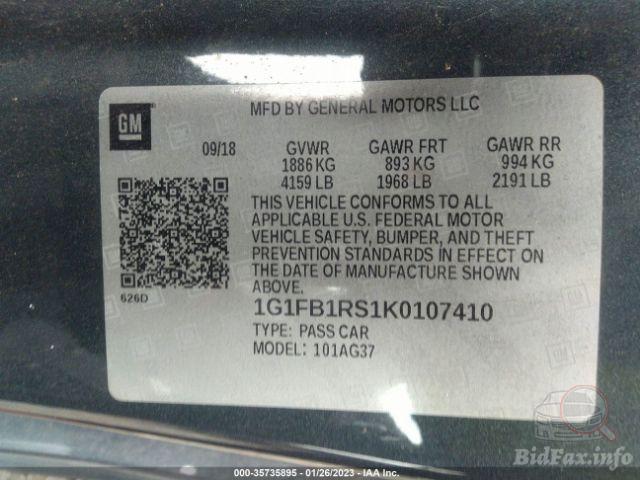 GM
MFD BY GENERAL MOTORS LLC
09/18 GVWR GAWR FRT GAWR RR
1886 KG 893 KG 994 KG
4159 LB 1968 LB 2191 LB
THIS VEHICLE CONFORMS TO ALL
APPLICABLE U.S. FEDERAL MOTOR
VEHICLE SAFETY, BUMPER, AND THEFT
PREVENTION STANDARDS IN EFFECT ON
THE DATE OF MANUFACTURE SHOWN
ABOVE.
626D
1G1FB1RS1K0107410
TYPE: PASS CAR
MODEL: 101AG37
000-35735895 - 01/26/2023 - IAA Inc.
BidFax.info